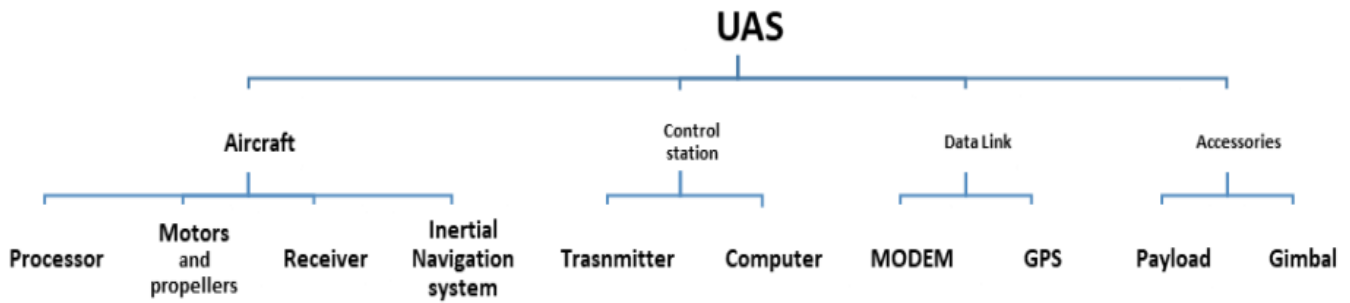 UAS
Aircraft
Control
station
Data Link
Accessories
Processor
Motors
and
propellers
Receiver
Inertial
Navigation
system
Trasnmitter
Computer
MODEM
GPS
Payload
Gimbal